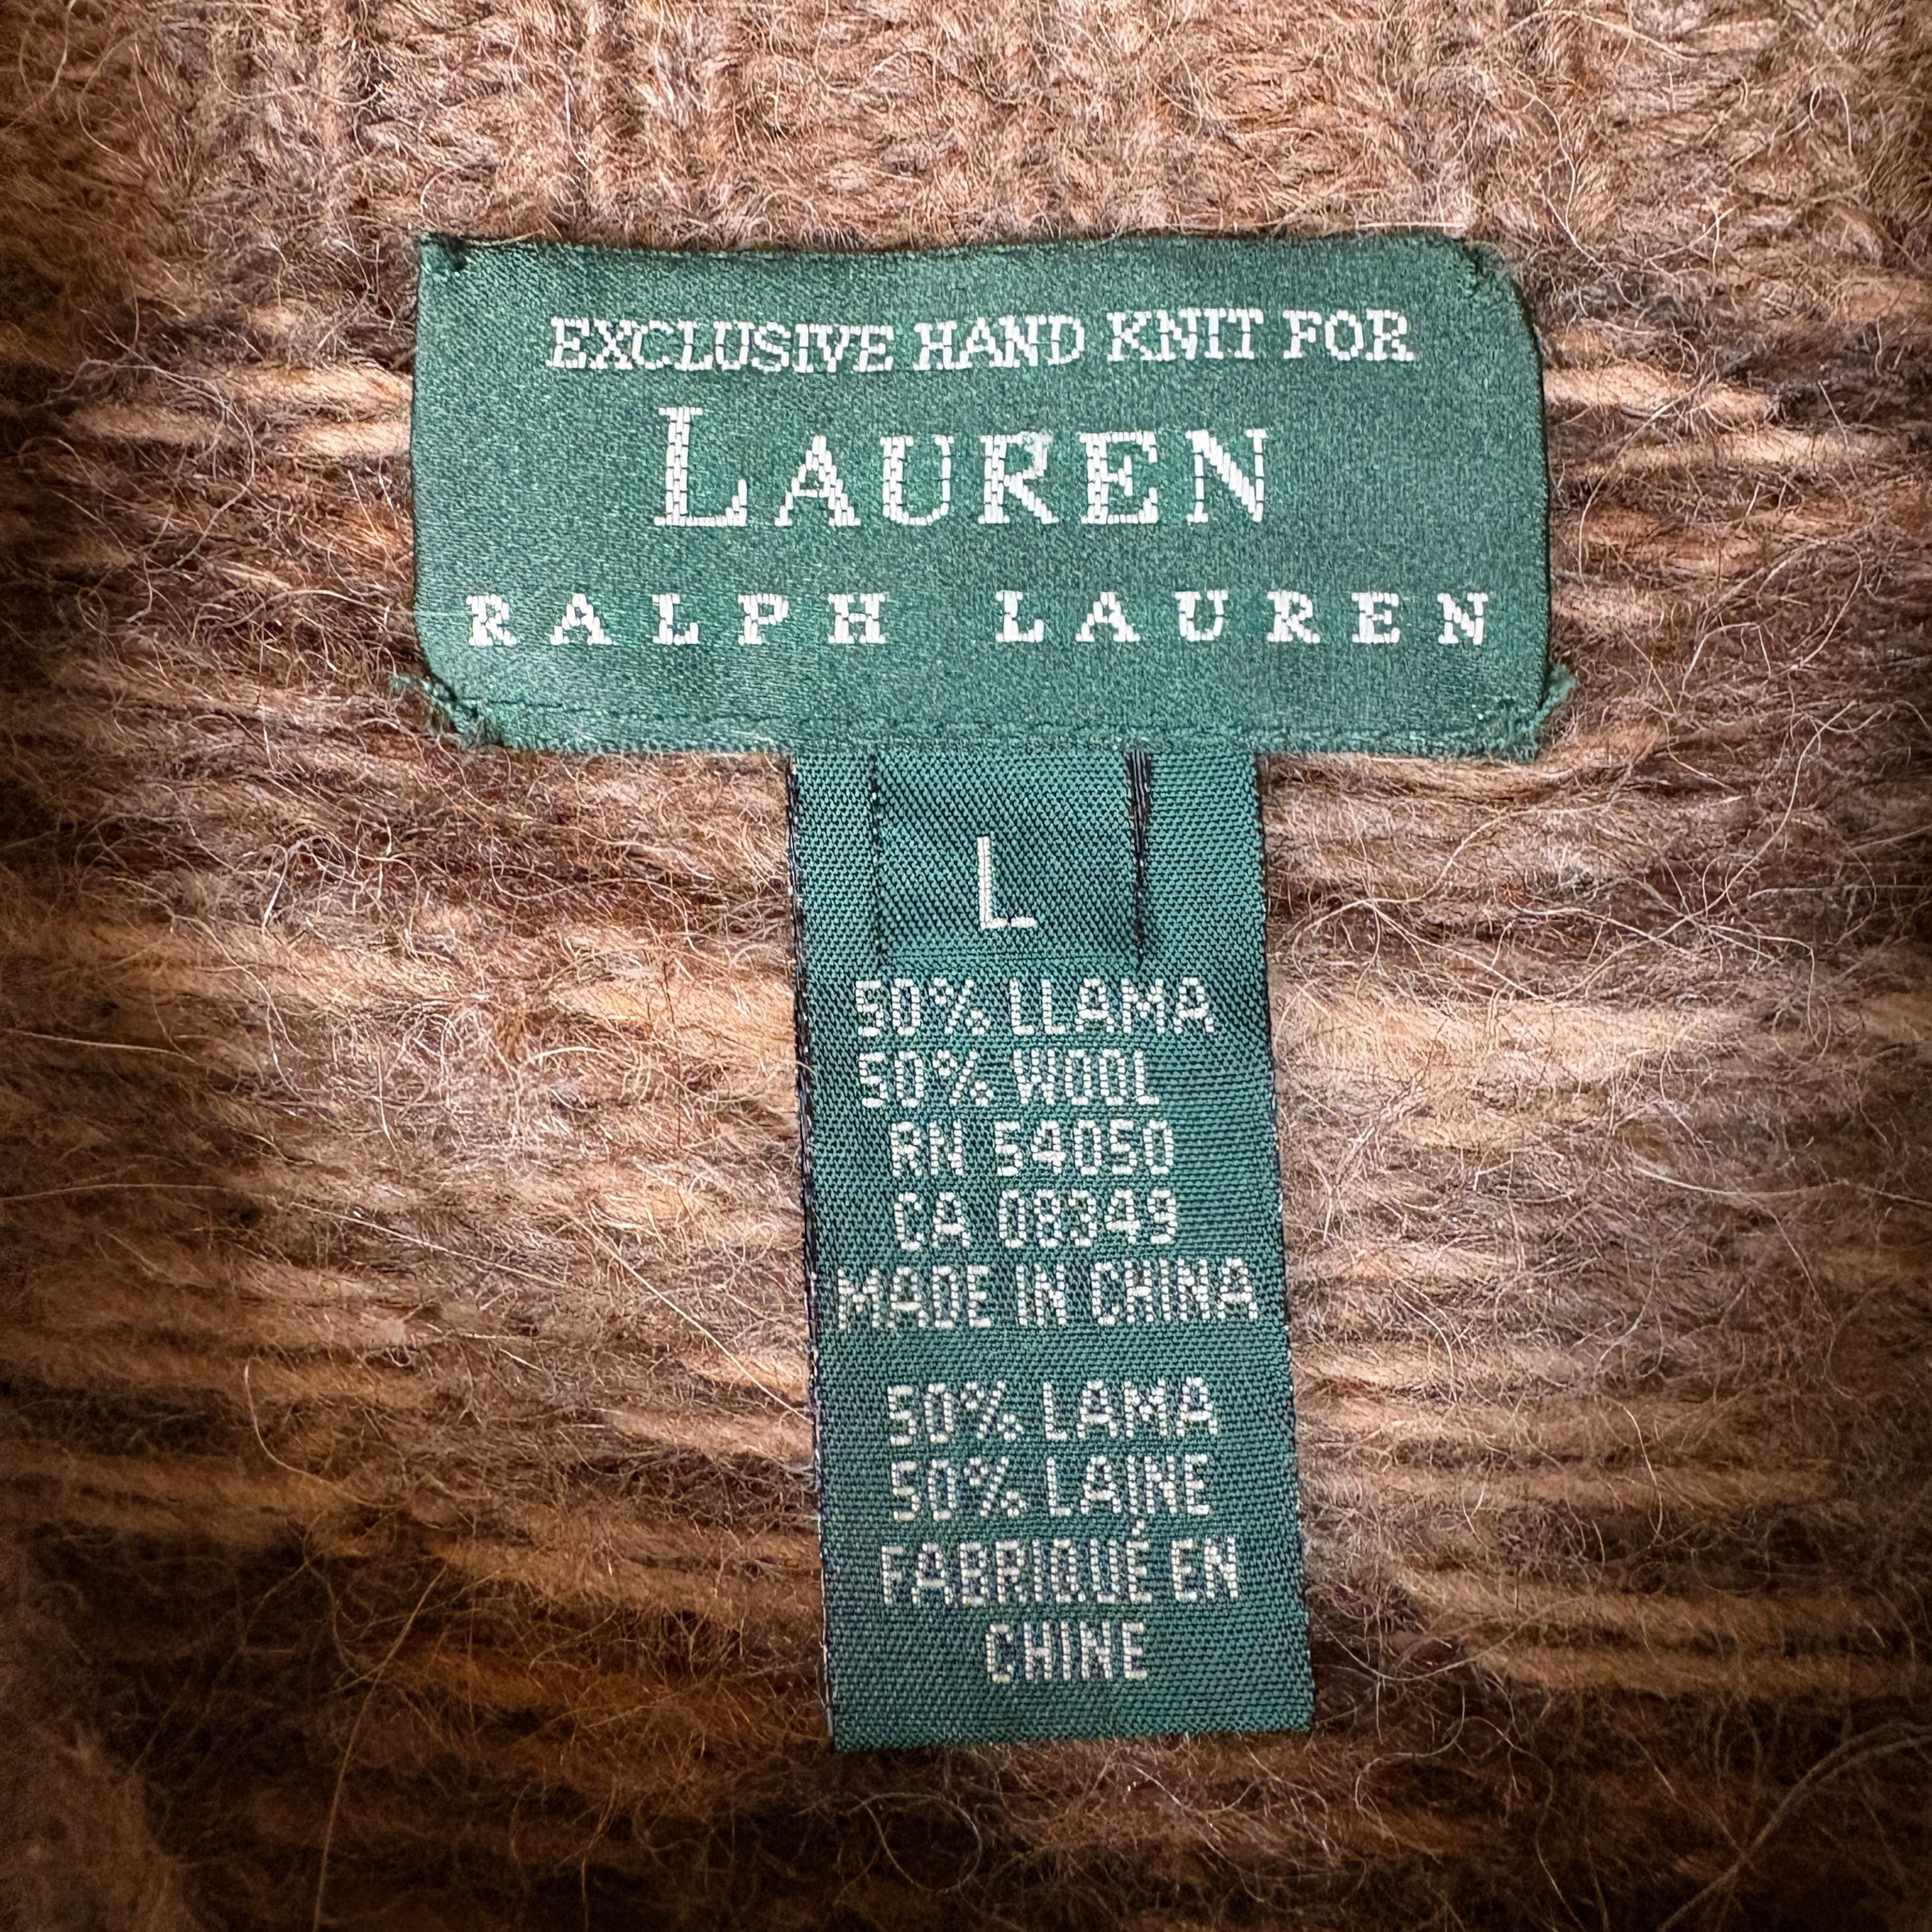 EXCLUSIVE HAND KNIT FOR
LAUREN
RALPH LAUREN
L
50% LLAMA
50% WOOL
RN 54050
CA 08349
MADE IN CHINA
50% LAMA
50% LAINE
FABRIQUÉ EN
CHINE